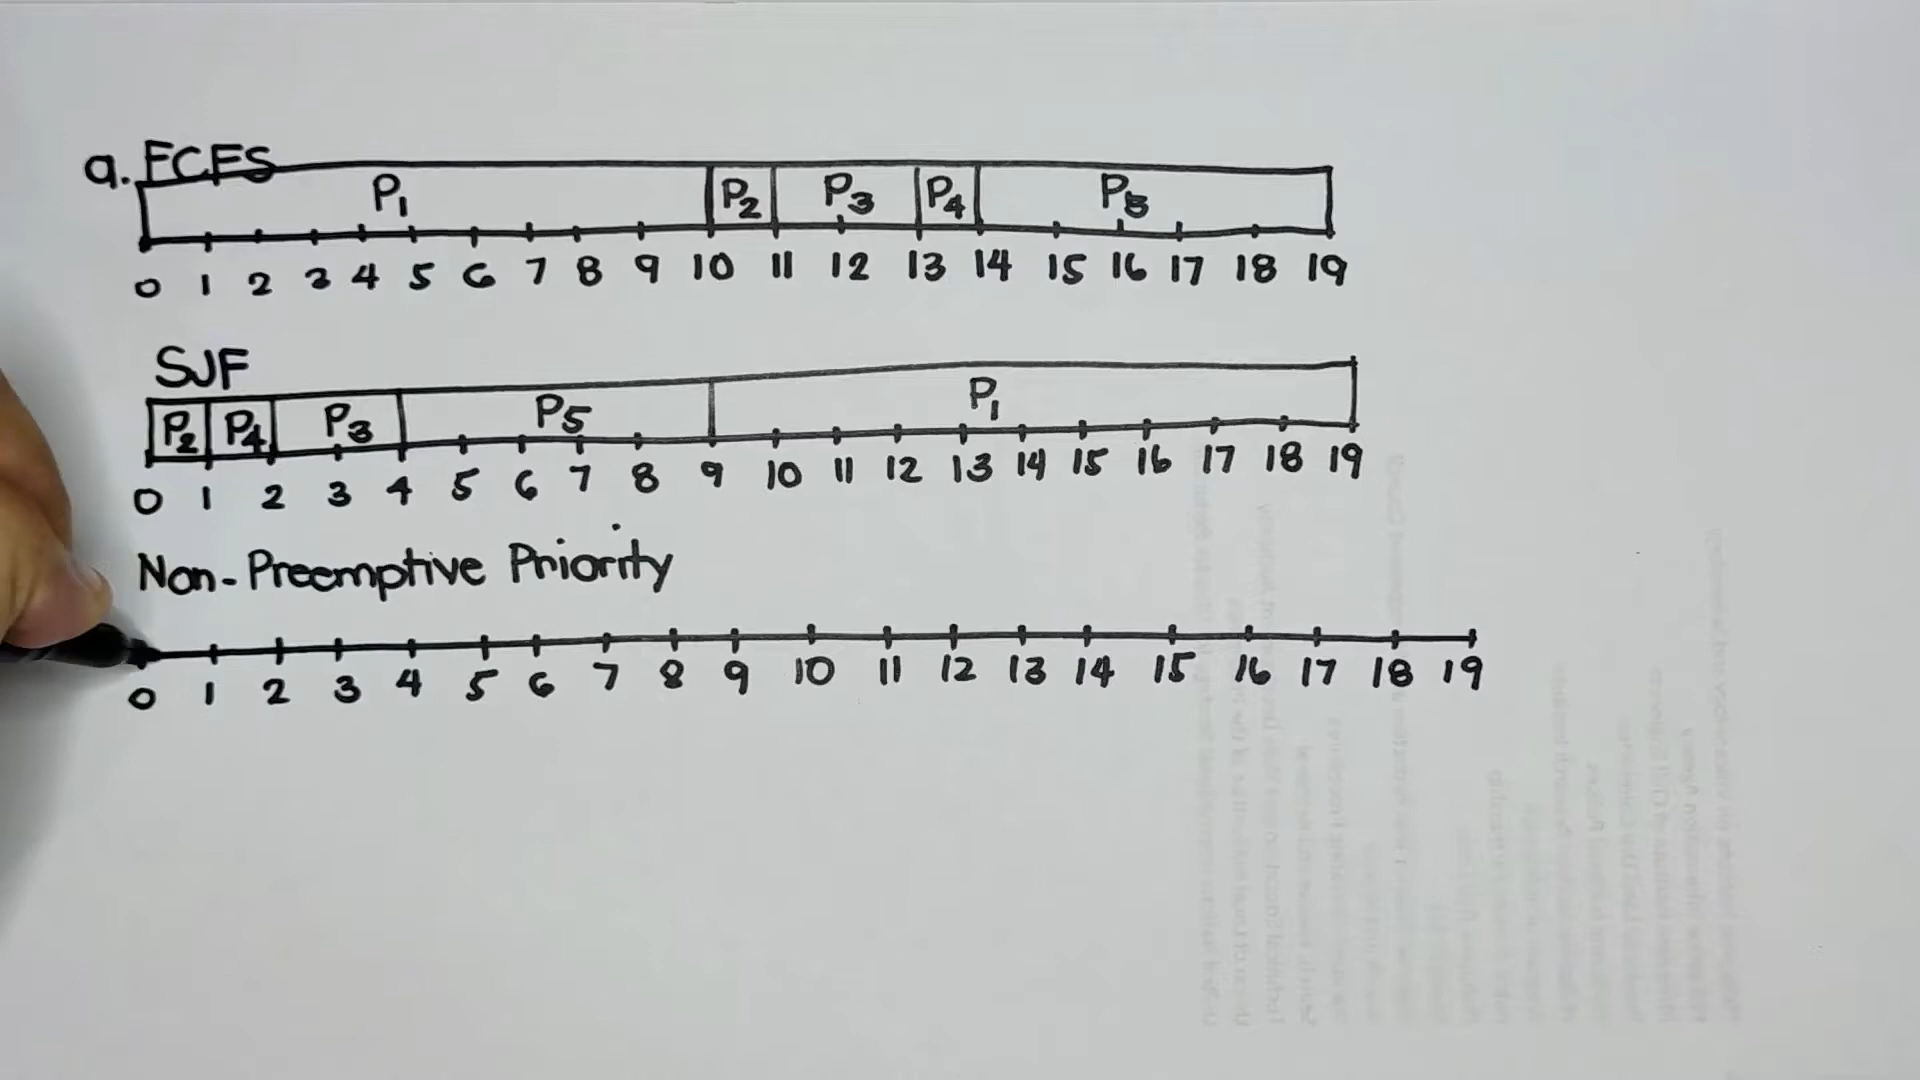 a. FCFS
P1 P2 P3 P4 P5
0 1 2 3 4 5 6 7 8 9 10 11 12 13 14 15 16 17 18 19
SJF
P2 P4 P3 P5 P1
0 1 2 3 4 5 6 7 8 9 10 11 12 13 14 15 16 17 18 19
Non-Preemptive Priority
0 1 2 3 4 5 6 7 8 9 10 11 12 13 14 15 16 17 18 19